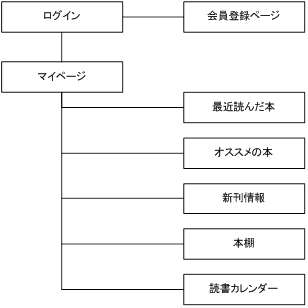 ログイン
会員登録ページ
マイページ
最近読んだ本
オススメの本
新刊情報
本棚
読書カレンダー